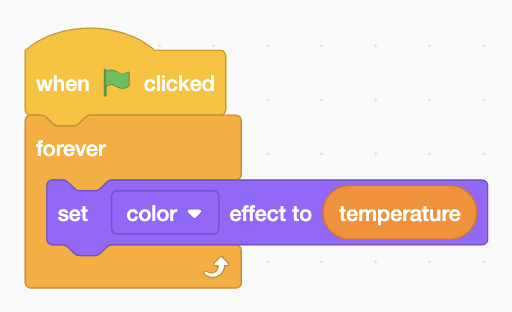 when clicked
forever
set color effect to temperature